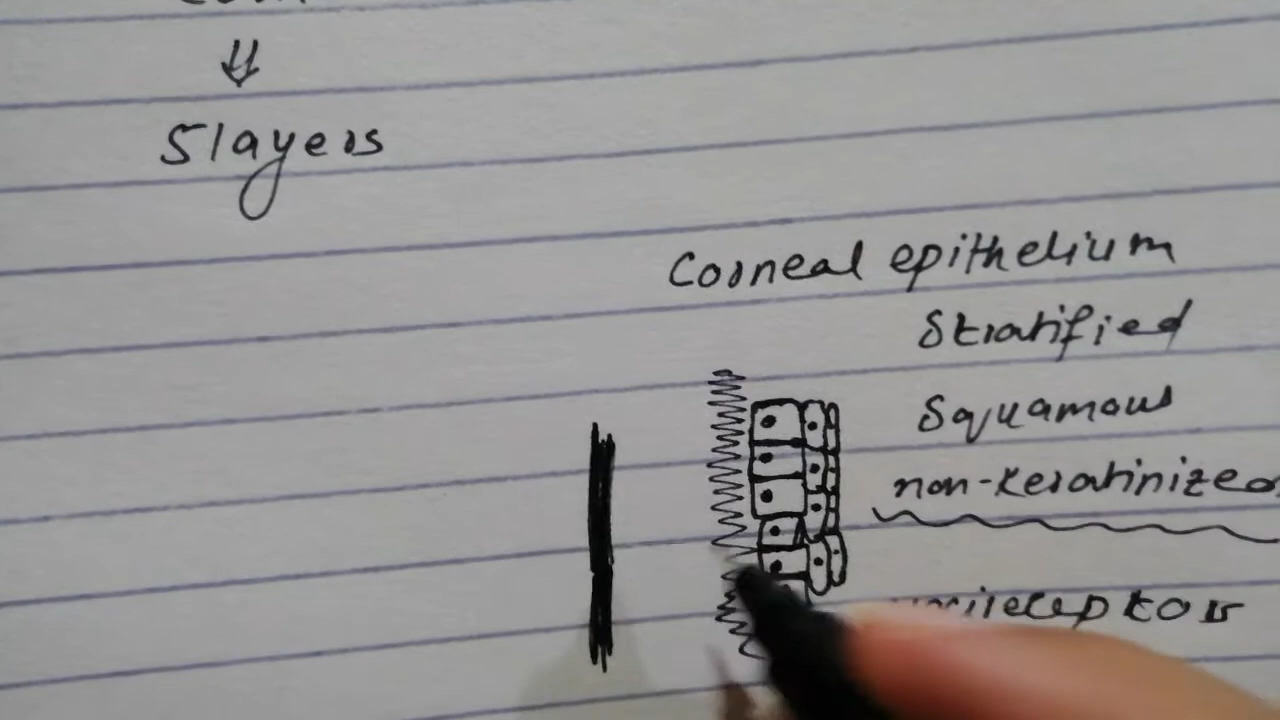 5layers
Corneal epithelium
Stratified
Squamous
non-keratinized